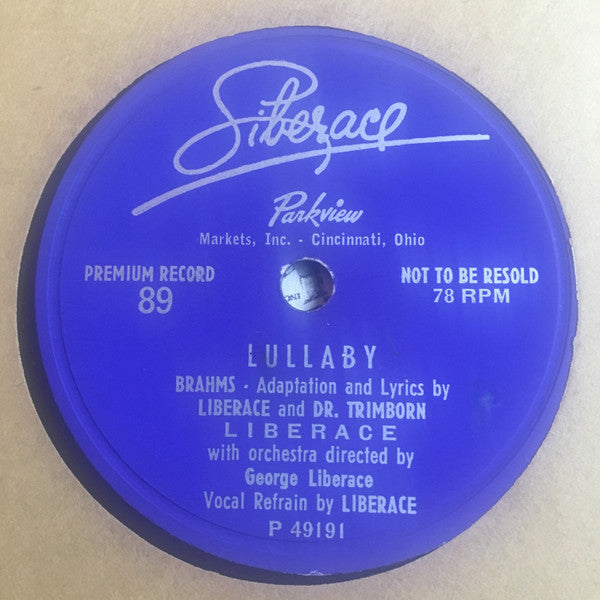 Liberace
Parkview
Markets, Inc. - Cincinnati, Ohio
PREMIUM RECORD
89
NOT TO BE RESOLD
78 RPM
LULLABY
BRAHMS - Adaptation and Lyrics by
LIBERACE and DR. TRIMBORN
LIBERACE
with orchestra directed by
George Liberace
Vocal Refrain by LIBERACE
P 49191